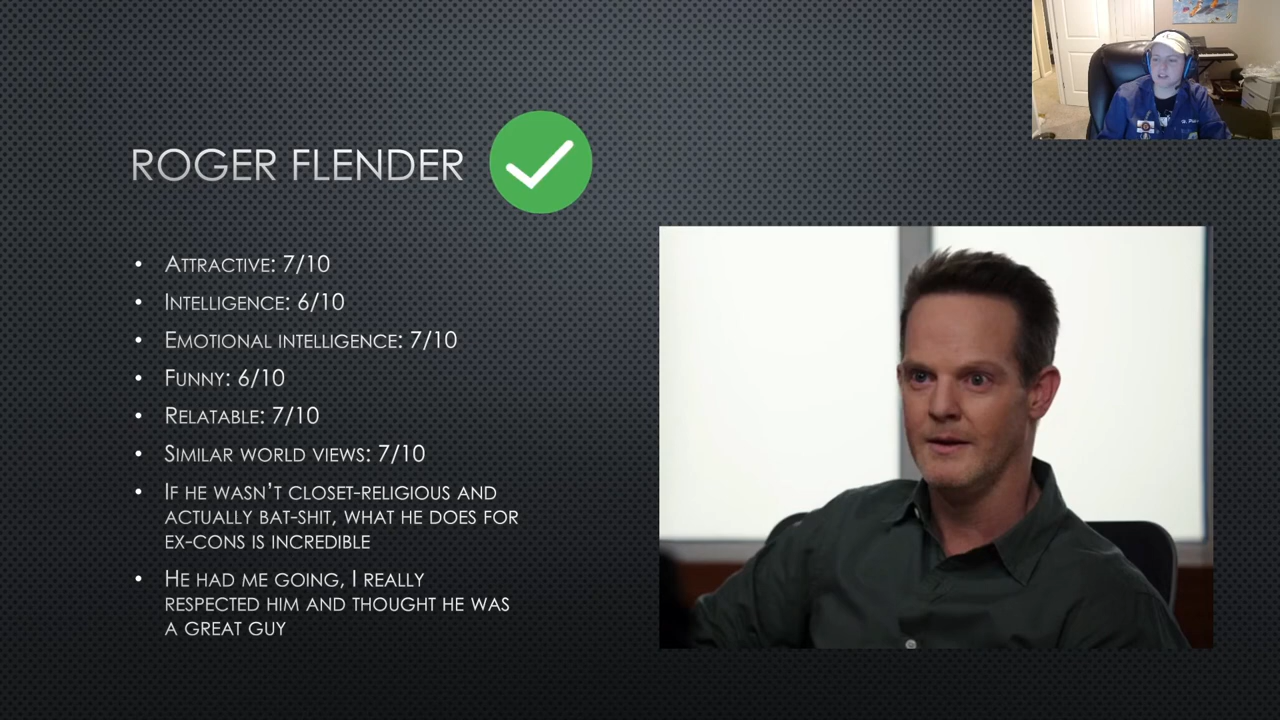 ROGER FLENDER
• ATTRACTIVE: 7/10
• INTELLIGENCE: 6/10
• EMOTIONAL INTELLIGENCE: 7/10
• FUNNY: 6/10
• RELATABLE: 7/10
• SIMILAR WORLD VIEWS: 7/10
• IF HE WASN'T CLOSET-RELIGIOUS AND
ACTUALLY BAT-SHIT, WHAT HE DOES FOR
EX-CONS IS INCREDIBLE
• HE HAD ME GOING, I REALLY
RESPECTED HIM AND THOUGHT HE WAS
A GREAT GUY